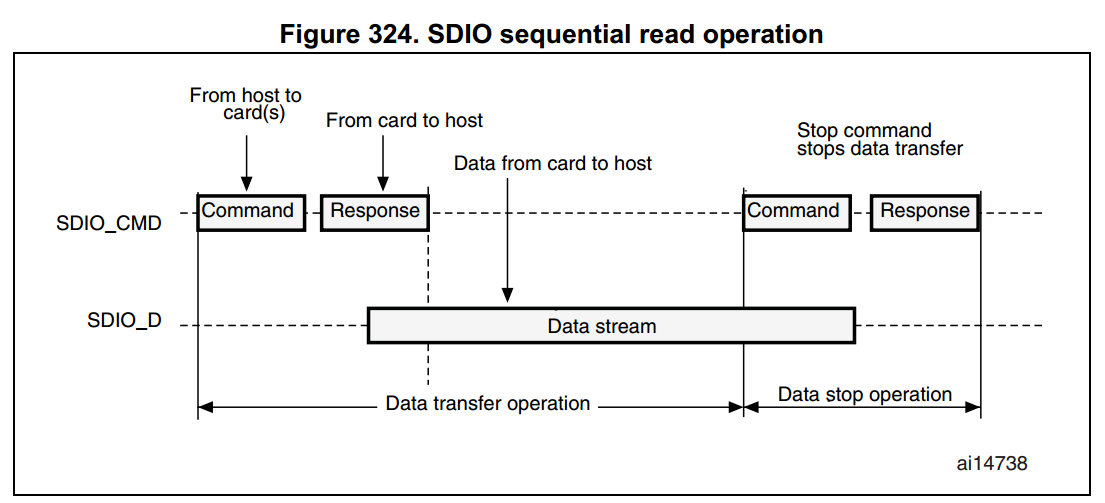 Figure 324. SDIO sequential read operation
From host to
card(s)
From card to host
Data from card to host
Stop command
stops data transfer
SDIO_CMD
Command
Response
Command
Response
SDIO_D
Data stream
Data transfer operation
Data stop operation
ai14738